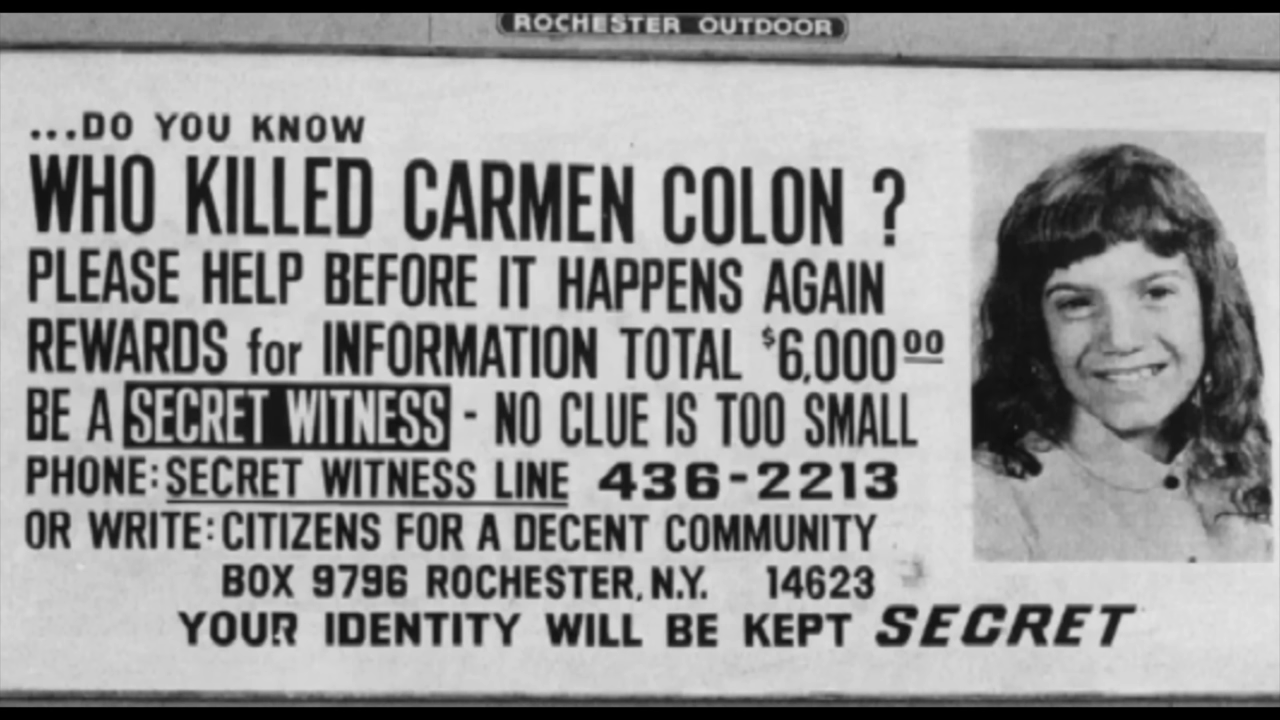 ROCHESTER OUTDOOR
...DO YOU KNOW
WHO KILLED CARMEN COLON ?
PLEASE HELP BEFORE IT HAPPENS AGAIN
REWARDS for INFORMATION TOTAL $6,000 00
BE A SECRET WITNESS - NO CLUE IS TOO SMALL
PHONE: SECRET WITNESS LINE 436-2213
OR WRITE: CITIZENS FOR A DECENT COMMUNITY
BOX 9796 ROCHESTER, N.Y. 14623
YOUR IDENTITY WILL BE KEPT SECRET